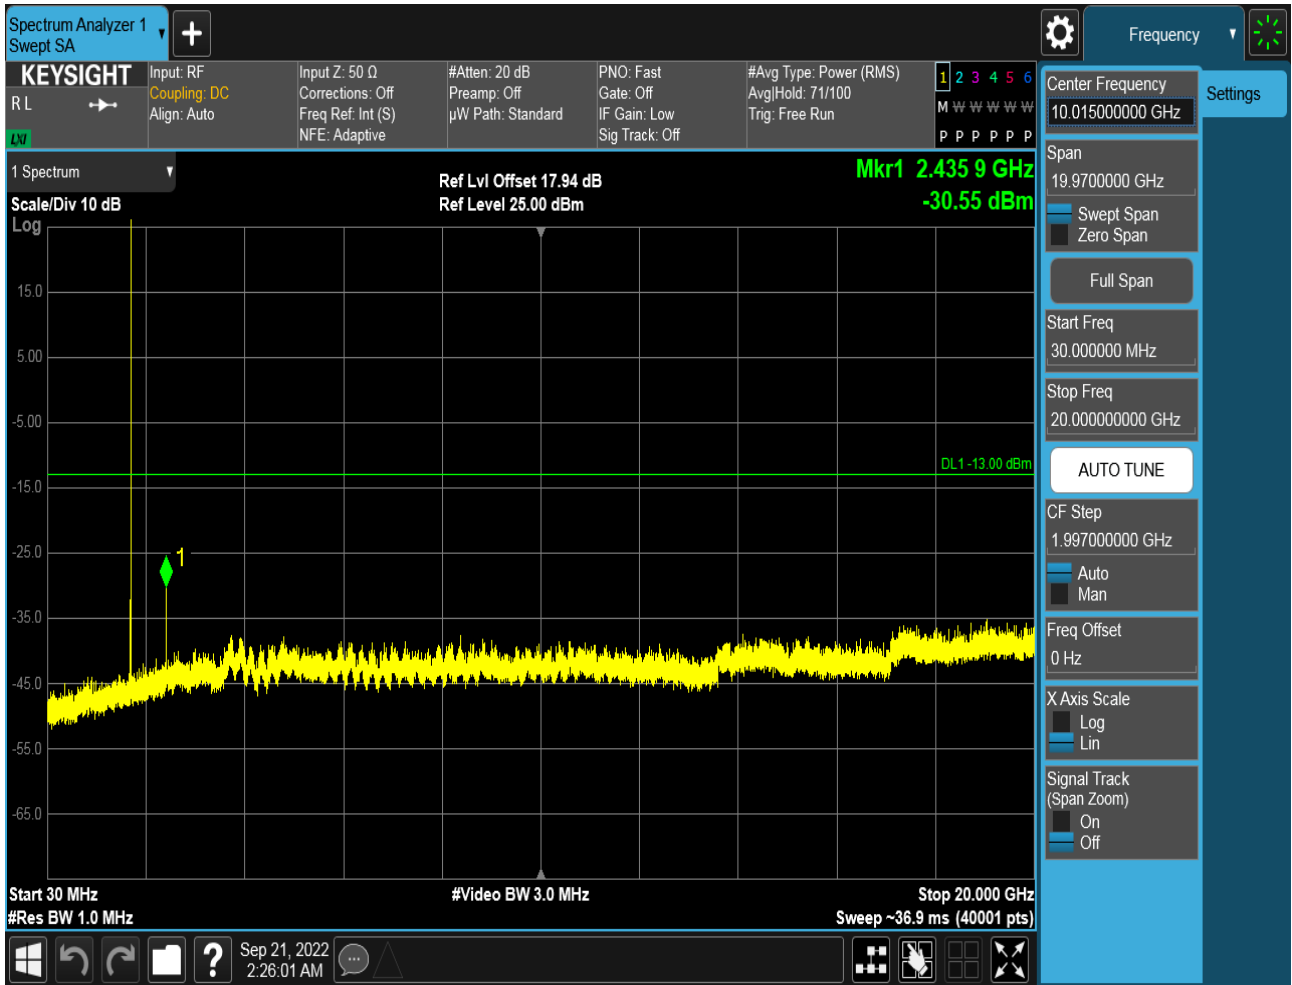 Spectrum Analyzer 1
Swept SA
Frequency
KEYSIGHT
R L
LXI
Input: RF
Coupling: DC
Align: Auto
Input Z: 50 Ω
Corrections: Off
Freq Ref: Int (S)
NFE: Adaptive
#Atten: 20 dB
Preamp: Off
µW Path: Standard
PNO: Fast
Gate: Off
IF Gain: Low
Sig Track: Off
#Avg Type: Power (RMS)
Avg|Hold: 71/100
Trig: Free Run
1 2 3 4 5 6
M W W W W W
P P P P P P
1 Spectrum
Scale/Div 10 dB
Log
Ref Lvl Offset 17.94 dB
Ref Level 25.00 dBm
Mkr1 2.435 9 GHz
-30.55 dBm
15.0
5.00
-5.00
DL1 -13.00 dBm
-15.0
-25.0
1
-35.0
-45.0
-55.0
-65.0
Start 30 MHz
#Video BW 3.0 MHz
Stop 20.000 GHz
#Res BW 1.0 MHz
Sweep ~36.9 ms (40001 pts)
Sep 21, 2022
2:26:01 AM
Center Frequency
10.015000000 GHz
Settings
Span
19.9700000 GHz
Swept Span
Zero Span
Full Span
Start Freq
30.000000 MHz
Stop Freq
20.000000000 GHz
AUTO TUNE
CF Step
1.997000000 GHz
Auto
Man
Freq Offset
0 Hz
X Axis Scale
Log
Lin
Signal Track
(Span Zoom)
On
Off